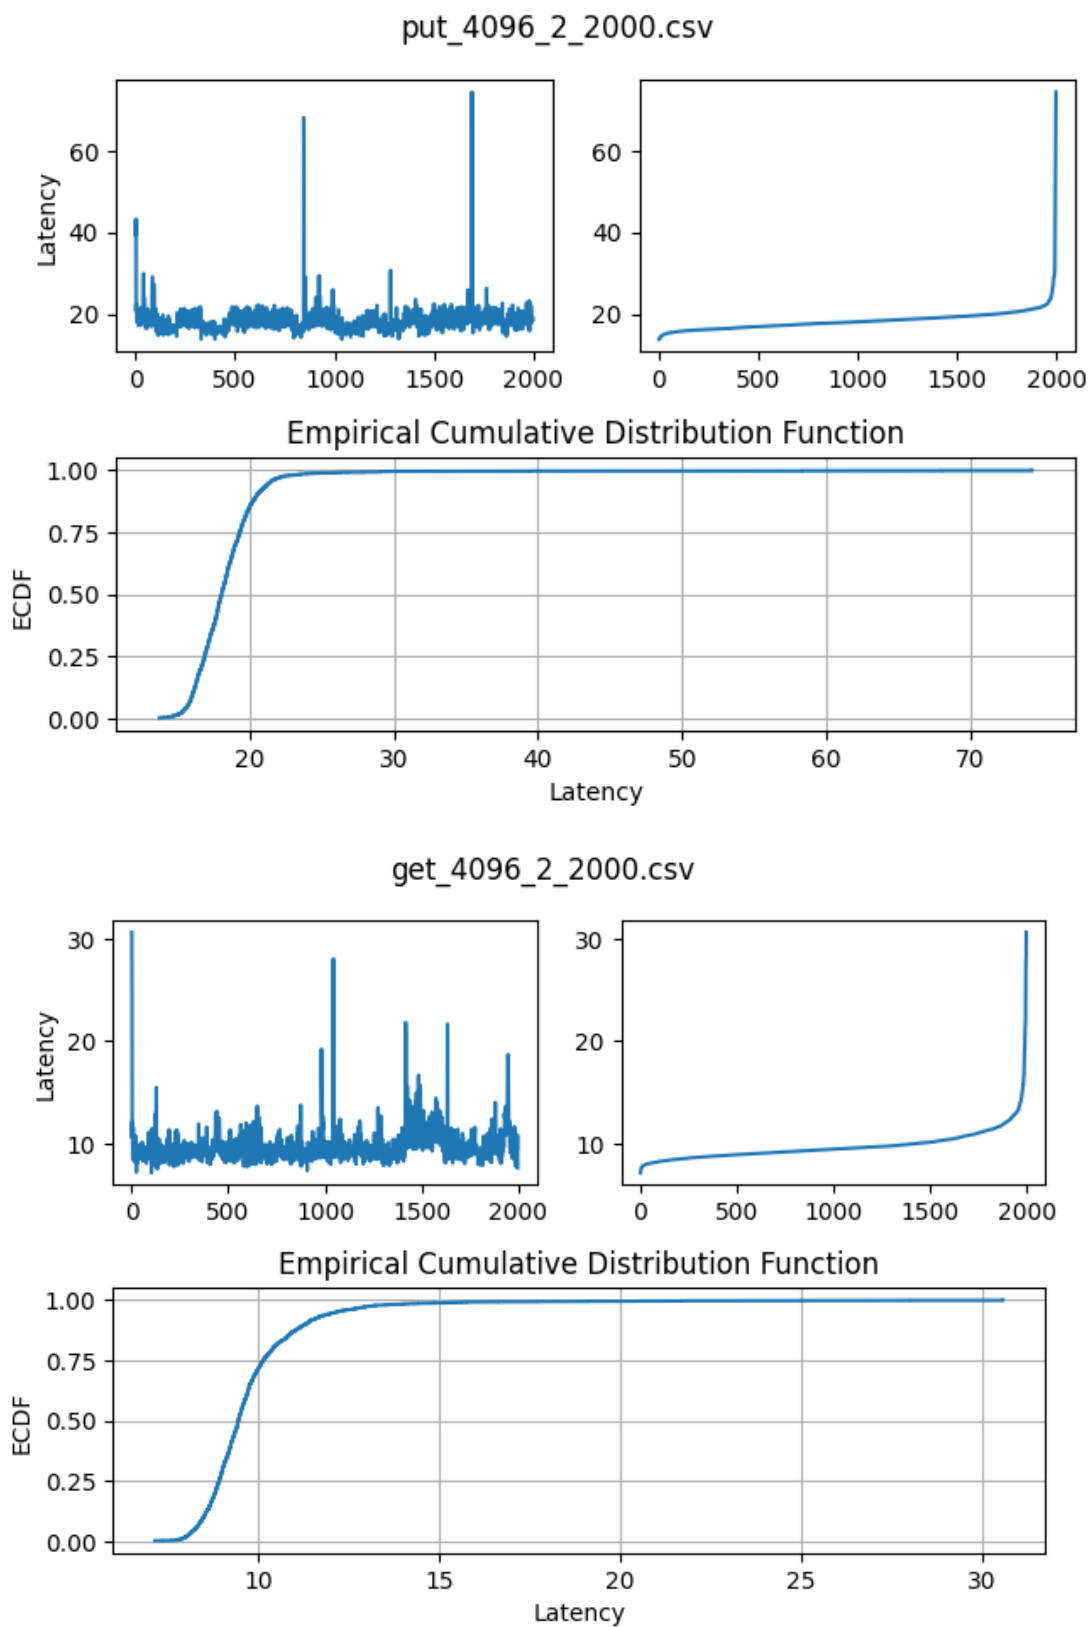 put_4096_2_2000.csv
Latency
60
40
20
0 500 1000 1500 2000
60
40
20
0 500 1000 1500 2000
Empirical Cumulative Distribution Function
ECDF
1.00
0.75
0.50
0.25
0.00
20 30 40 50 60 70
Latency
get_4096_2_2000.csv
Latency
30
20
10
0 500 1000 1500 2000
30
20
10
0 500 1000 1500 2000
Empirical Cumulative Distribution Function
ECDF
1.00
0.75
0.50
0.25
0.00
10 15 20 25 30
Latency